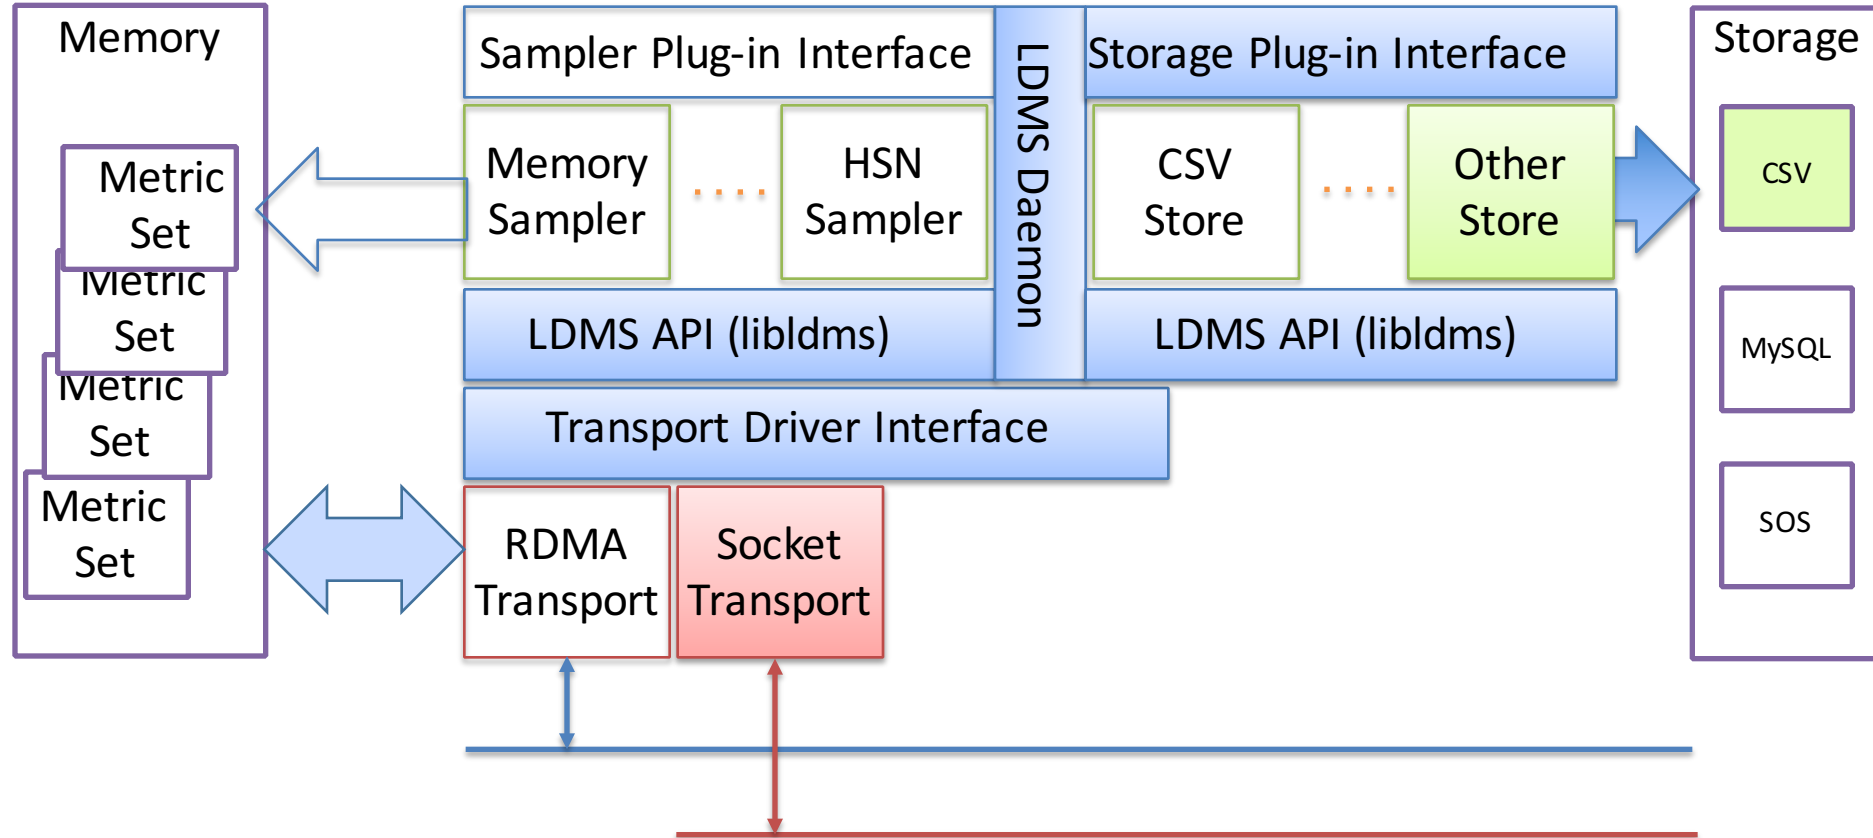 Memory
Metric
Set
Metric
Set
Metric
Set
Metric
Set
Sampler Plug-in Interface
Memory
Sampler
HSN
Sampler
LDMS API (libldms)
LDMS Daemon
Storage Plug-in Interface
CSV
Store
Other
Store
LDMS API (libldms)
Transport Driver Interface
RDMA
Transport
Socket
Transport
Storage
CSV
MySQL
SOS